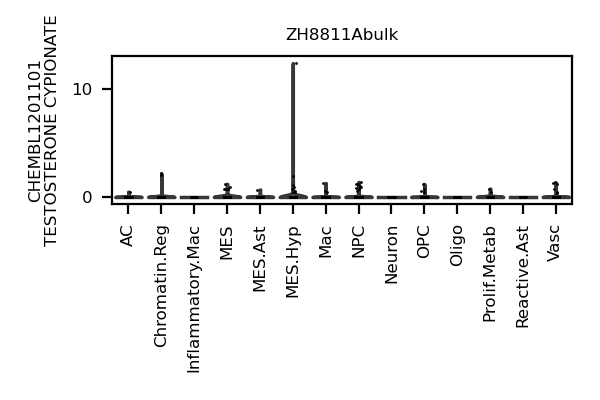 ZH8811Abulk
CHEMBL1201101
TESTOSTERONE CYPIONATE
10
0
AC
Chromatin.Reg
Inflammatory.Mac
MES
MES.Ast
MES.Hyp
Mac
NPC
Neuron
OPC
Oligo
Prolif.Metab
Reactive.Ast
Vasc